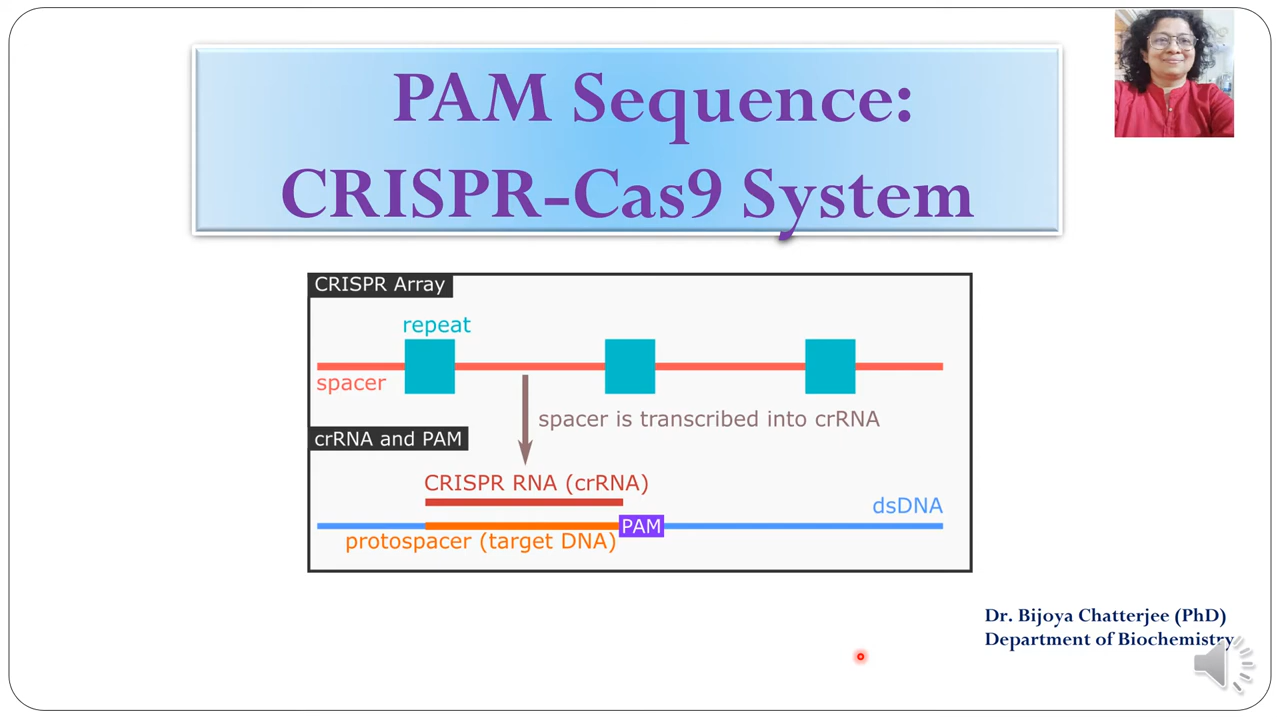 PAM Sequence:
CRISPR-Cas9 System
CRISPR Array
repeat
spacer
spacer is transcribed into crRNA
crRNA and PAM
CRISPR RNA (crRNA)
dsDNA
PAM
protospacer (target DNA)
Dr. Bijoya Chatterjee (PhD)
Department of Biochemistry